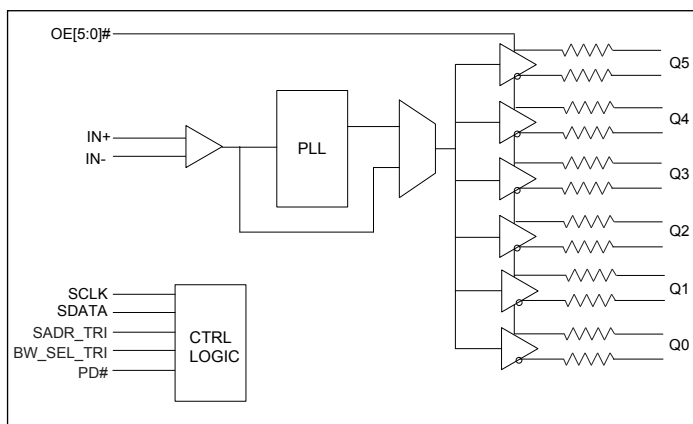 OE[5:0]#
Q5
Q4
IN+
IN-
PLL
Q3
Q2
SCLK
SDATA
SADR_TRI
BW_SEL_TRI
PD#
CTRL
LOGIC
Q1
Q0